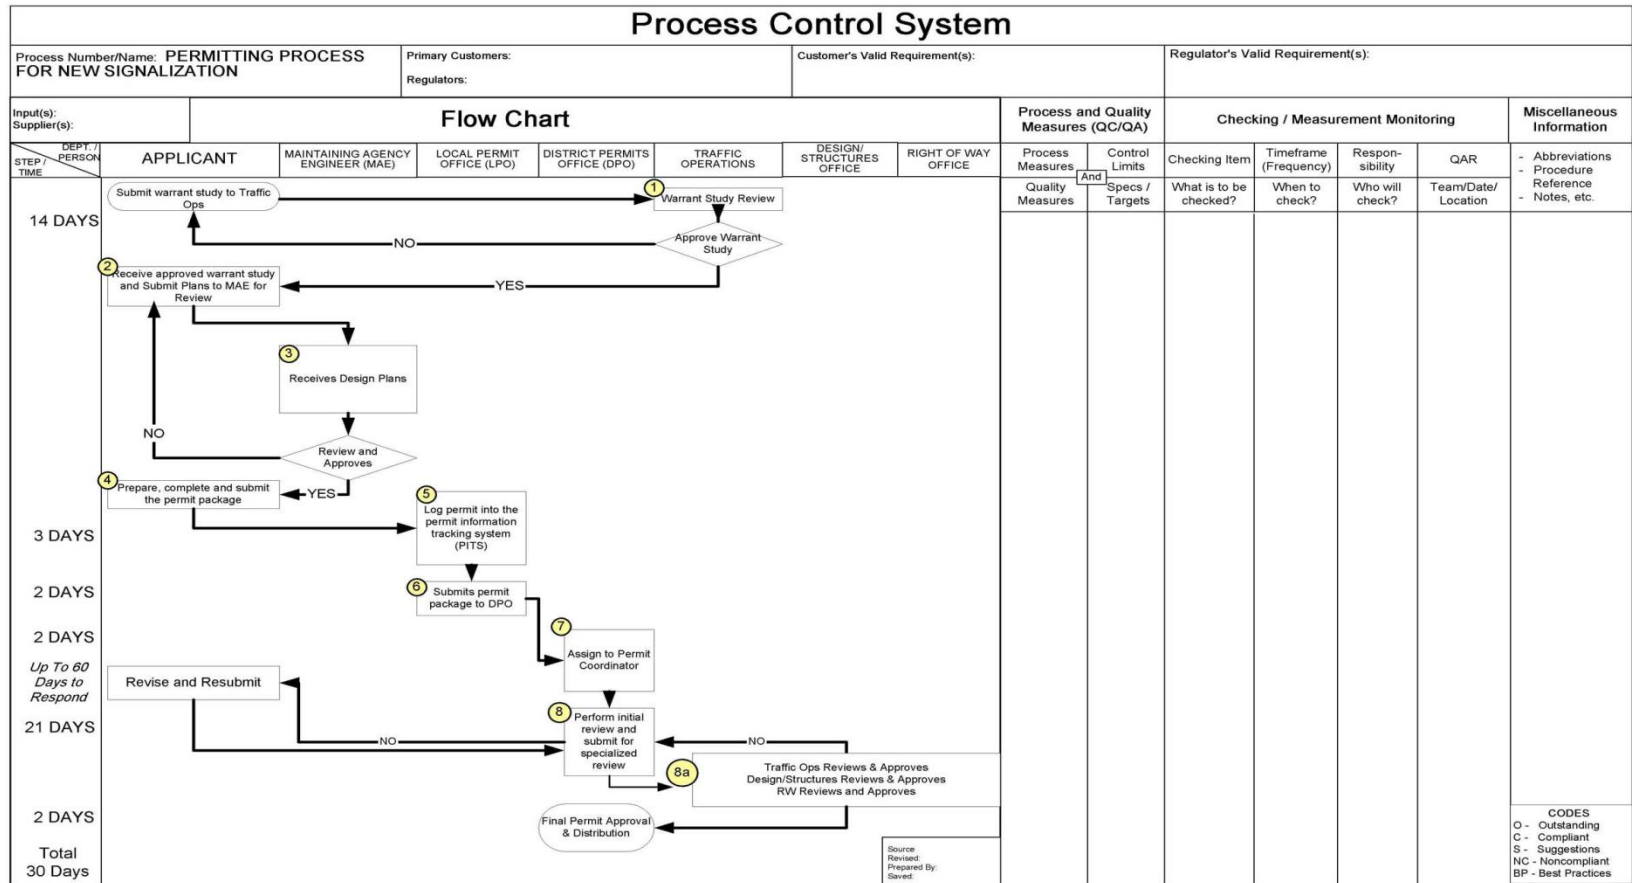 Process Control System
Process Number/Name: PERMITTING PROCESS
FOR NEW SIGNALIZATION
Primary Customers:
Regulators:
Customer's Valid Requirement(s):
Regulator's Valid Requirement(s):
Input(s):
Supplier(s):
Flow Chart
Process and Quality
Measures (QC/QA)
Checking / Measurement Monitoring
Miscellaneous
Information
DEPT. /
PERSON
STEP /
TIME
APPLICANT
MAINTAINING AGENCY
ENGINEER (MAE)
LOCAL PERMIT
OFFICE (LPO)
DISTRICT PERMITS
OFFICE (DPO)
TRAFFIC
OPERATIONS
DESIGN/
STRUCTURES
OFFICE
RIGHT OF WAY
OFFICE
Process
Measures
Control
Limits
And
Quality
Measures
Specs /
Targets
Checking Item
Timeframe
(Frequency)
Respon-
sibility
QAR
What is to be
checked?
When to
check?
Who will
check?
Team/Date/
Location
- Abbreviations
- Procedure
Reference
- Notes, etc.
14 DAYS
Submit warrant study to Traffic
Ops
1
Warrant Study Review
Approve Warrant
Study
NO
YES
2
Receive approved warrant study
and Submit Plans to MAE for
Review
3
Receives Design Plans
NO
Review and
Approves
YES
4
Prepare, complete and submit
the permit package
3 DAYS
5
Log permit into the
permit information
tracking system
(PITS)
2 DAYS
6
Submits permit
package to DPO
2 DAYS
7
Assign to Permit
Coordinator
Up To 60
Days to
Respond
Revise and Resubmit
21 DAYS
NO
8
Perform initial
review and
submit for
specialized
review
NO
8a
Traffic Ops Reviews & Approves
Design/Structures Reviews & Approves
RW Reviews and Approves
2 DAYS
Final Permit Approval
& Distribution
Total
30 Days
Source
Revised:
Prepared By:
Saved:
CODES
O - Outstanding
C - Compliant
S - Suggestions
NC - Noncompliant
BP - Best Practices